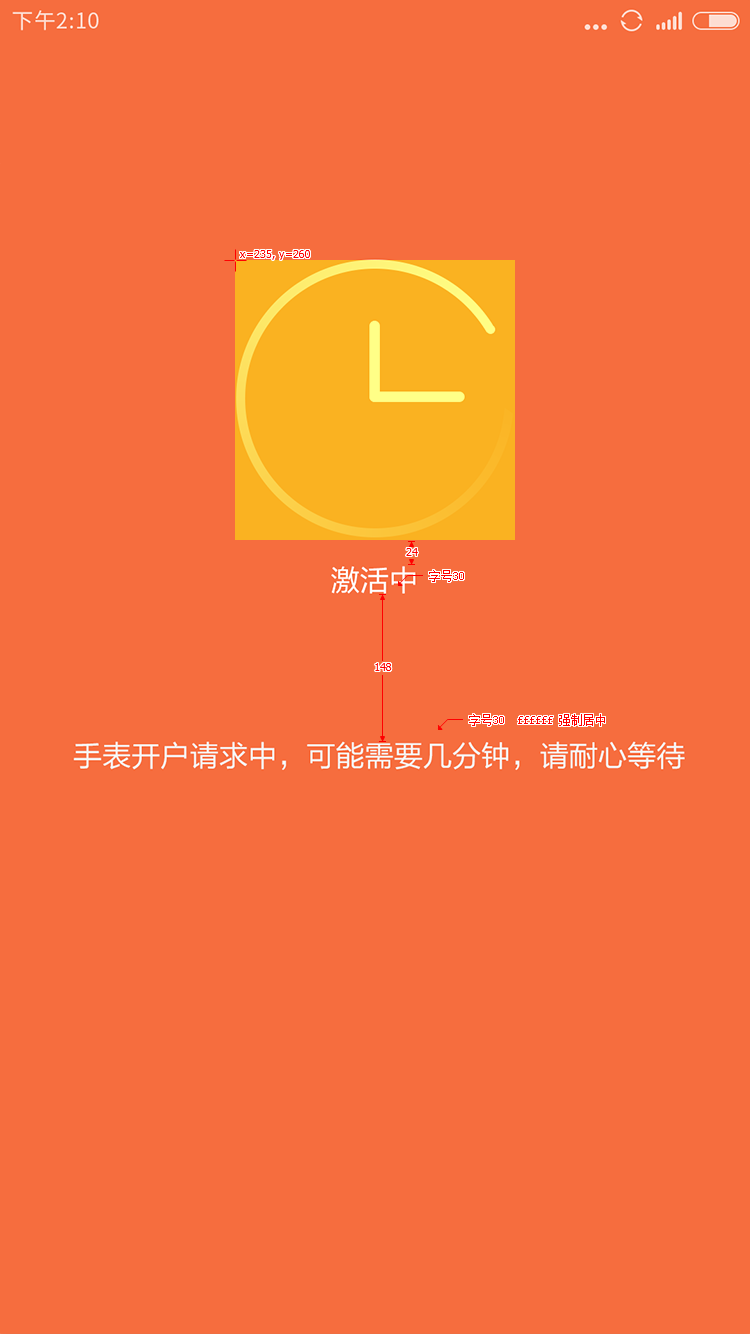 下午2:10
x=235, y=260
24
激活中
字号30
148
字号30 ffffff 强制居中
手表开户请求中，可能需要几分钟，请耐心等待